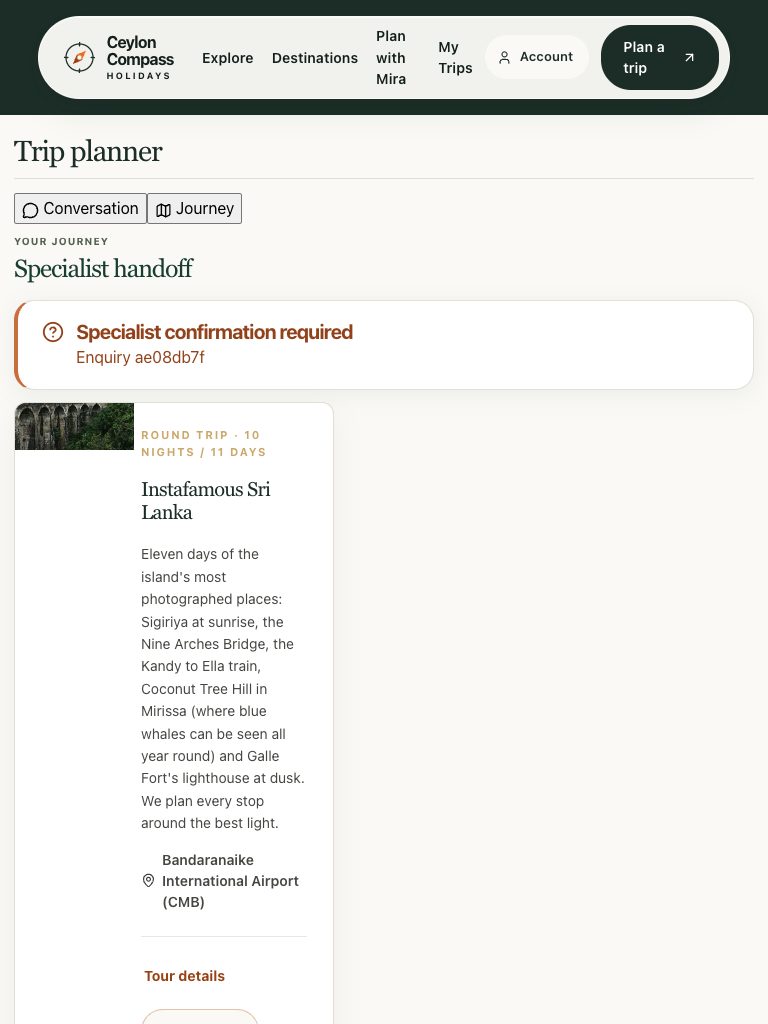 Ceylon
Compass
HOLIDAYS
Explore
Destinations
Plan
with
Mira
My
Trips
Account
Plan a
trip
Trip planner
Conversation
Journey
YOUR JOURNEY
Specialist handoff
Specialist confirmation required
Enquiry ae08db7f
ROUND TRIP · 10
NIGHTS / 11 DAYS
Instafamous Sri
Lanka
Eleven days of the
island's most
photographed places:
Sigiriya at sunrise, the
Nine Arches Bridge, the
Kandy to Ella train,
Coconut Tree Hill in
Mirissa (where blue
whales can be seen all
year round) and Galle
Fort's lighthouse at dusk.
We plan every stop
around the best light.
Bandaranaike
International Airport
(CMB)
Tour details